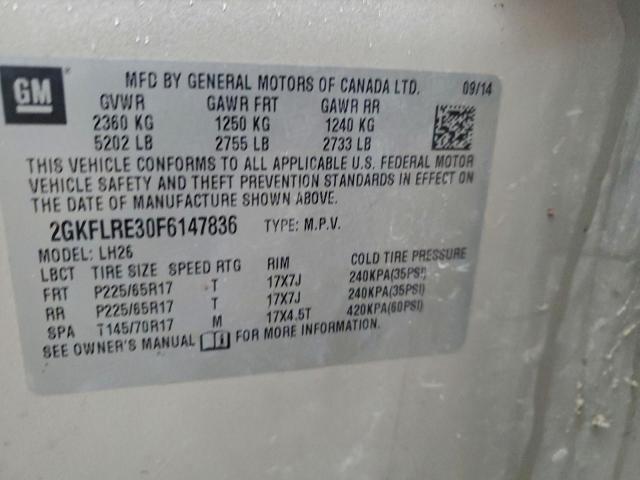 GM
MFD BY GENERAL MOTORS OF CANADA LTD. 09/14
GVWR GAWR FRT GAWR RR
2360 KG 1250 KG 1240 KG
5202 LB 2755 LB 2733 LB
THIS VEHICLE CONFORMS TO ALL APPLICABLE U.S. FEDERAL MOTOR
VEHICLE SAFETY AND THEFT PREVENTION STANDARDS IN EFFECT ON
THE DATE OF MANUFACTURE SHOWN ABOVE.
2GKFLRE30F6147836 TYPE: M.P.V.
MODEL: LH26
LBCT TIRE SIZE SPEED RTG RIM COLD TIRE PRESSURE
FRT P225/65R17 T 17X7J 240KPA(35PSI)
RR P225/65R17 T 17X7J 240KPA(35PSI)
SPA T145/70R17 M 17X4.5T 420KPA(60PSI)
SEE OWNER'S MANUAL FOR MORE INFORMATION.